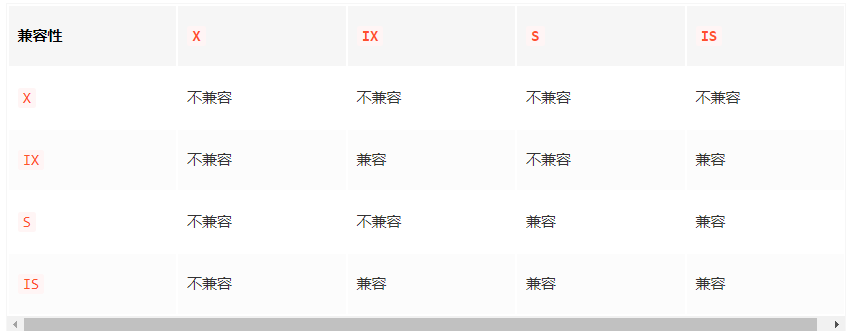 兼容性 X IX S IS
X 不兼容 不兼容 不兼容 不兼容
IX 不兼容 兼容 不兼容 兼容
S 不兼容 不兼容 兼容 兼容
IS 不兼容 兼容 兼容 兼容